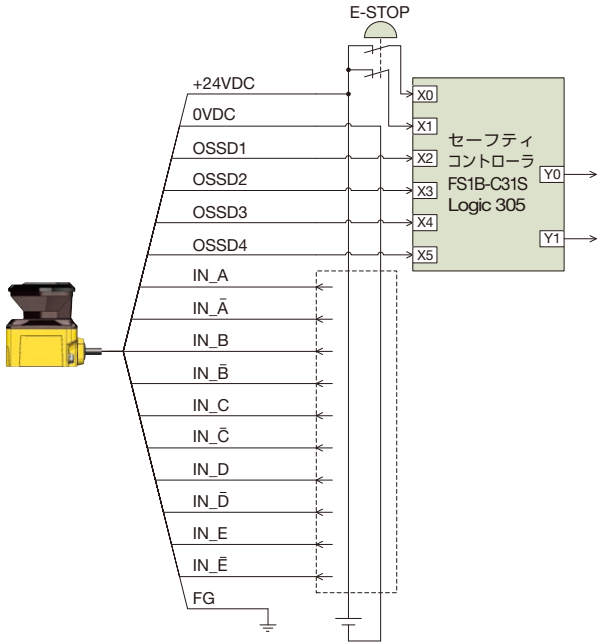 E-STOP
+24VDC
0VDC
OSSD1
OSSD2
OSSD3
OSSD4
IN_A
IN_Ā
IN_B
IN_B̄
IN_C
IN_C̄
IN_D
IN_D̄
IN_E
IN_Ē
FG
X0
X1
X2
X3
X4
X5
セーフティ
コントローラ
FS1B-C31S
Logic 305
Y0
Y1